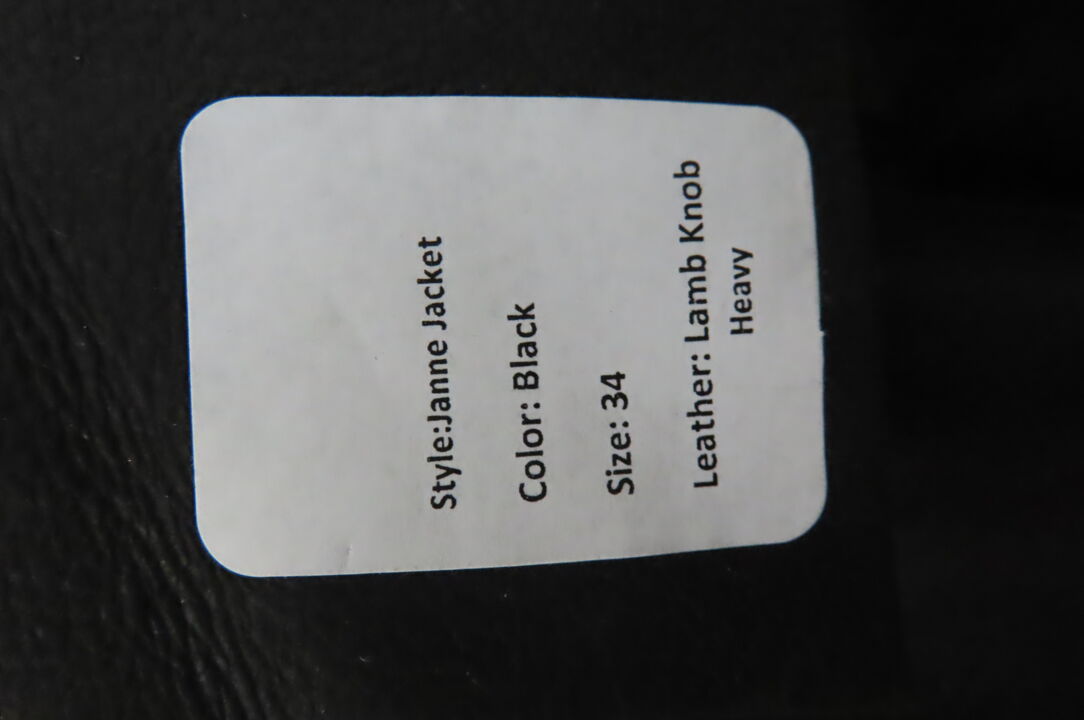 Style:Janne Jacket
Color: Black
Size: 34
Leather: Lamb Knob
Heavy